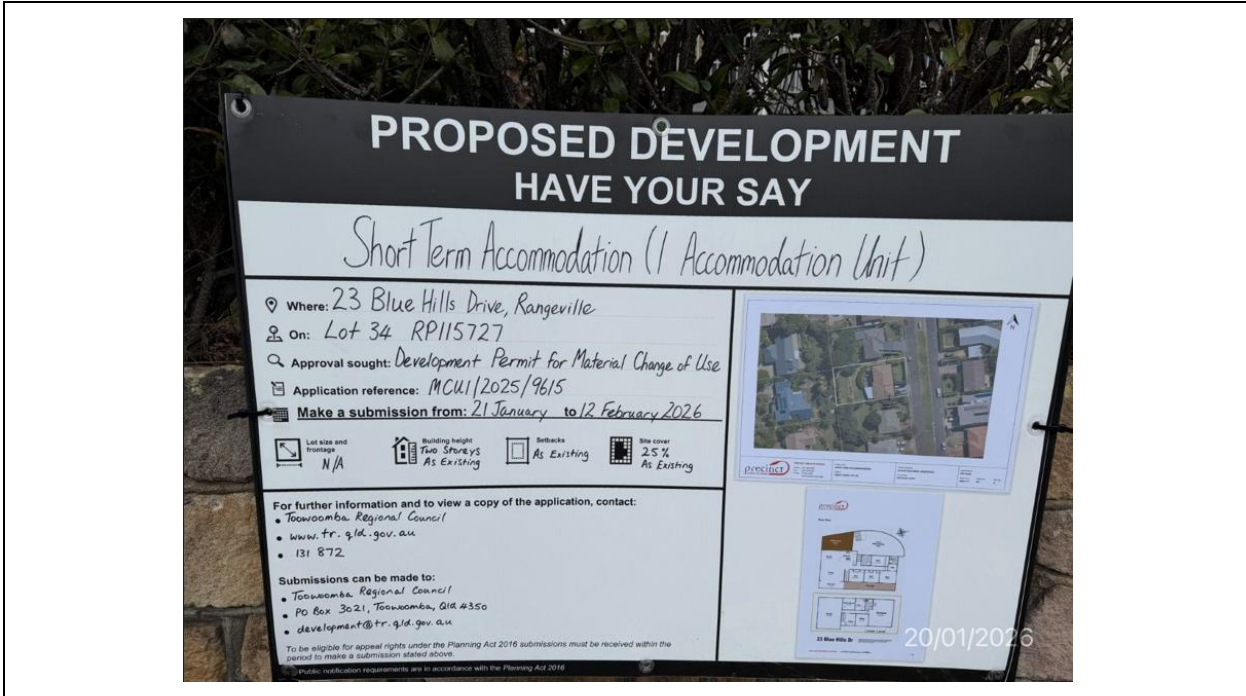 PROPOSED DEVELOPMENT
HAVE YOUR SAY
Short Term Accommodation (1 Accommodation Unit)
Where: 23 Blue Hills Drive, Rangeville
On: Lot 34 RP115727
Approval sought: Development Permit for Material Change of Use
Application reference: MCUI/2025/9615
Make a submission from: 21 January to 12 February 2026
Lot size and frontage
N/A
Building height
Two Storeys
As Existing
Setbacks
As Existing
Site cover
25%
As Existing
For further information and to view a copy of the application, contact:
• Toowoomba Regional Council
• www.tr.qld.gov.au
• 131 872
Submissions can be made to:
• Toowoomba Regional Council
• PO Box 3021, Toowoomba, Qld 4350
• development@tr.qld.gov.au
To be eligible for appeal rights under the Planning Act 2016 submissions must be received within the
period to make a submission stated above.
Public notification requirements are in accordance with the Planning Act 2016
N
precinct
precinct
23 Blue Hills Dr
20/01/2026